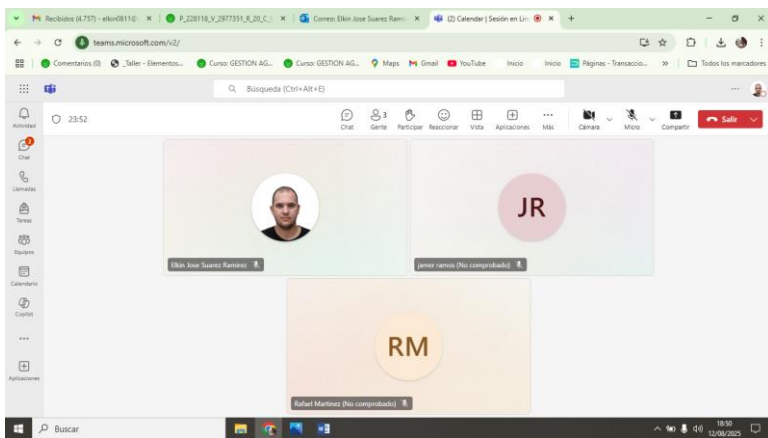 Recibidos (4.757) - elkin0811@
P_228118_V_2977351_R_20_C_
Correo: Elkin Jose Suarez Rami
(2) Calendar | Sesión en Lín
teams.microsoft.com/v2/
Comentarios (0)
_Taller - Elementos...
Curso: GESTION AG...
Curso: GESTION AG...
Maps
Gmail
YouTube
Inicio
Inicio
Páginas - Transaccio...
Todos los marcadores
Búsqueda (Ctrl+Alt+E)
23:52
Chat
3
Gente
Participar
Reaccionar
Vista
Aplicaciones
Más
Cámara
Micro
Compartir
Salir
Actividad
2
Chat
Llamadas
Tareas
Equipos
Calendario
Copilot
Aplicaciones
Elkin Jose Suarez Ramirez
JR
jamer ramos (No comprobado)
RM
Rafael Martinez (No comprobado)
Buscar
18:50
12/08/2025